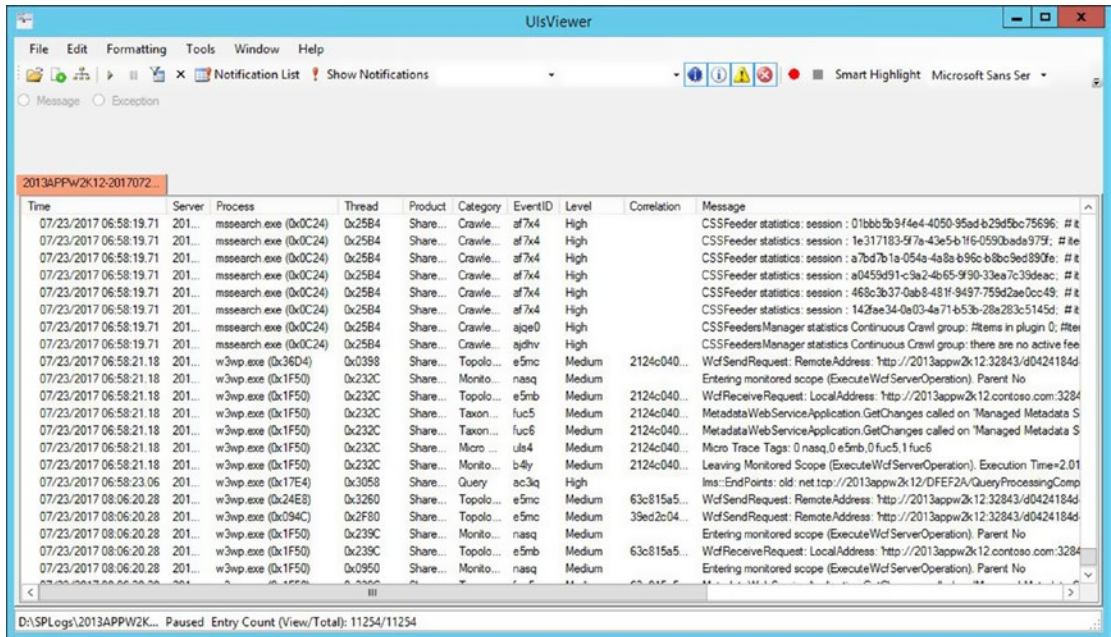 UlsViewer
File Edit Formatting Tools Window Help
Notification List Show Notifications Smart Highlight Microsoft Sans Ser
Message Exception
2013APPW2K12-2017072...
Time Server Process Thread Product Category EventID Level Correlation Message
07/23/2017 06:58:19.71 201... mssearch.exe (0x0C24) 0x25B4 Share... Crawle... af7x4 High CSSFeeder statistics: session : 01bbb5b9-f4e4-4050-95ad-b29d5bc75696; # it
07/23/2017 06:58:19.71 201... mssearch.exe (0x0C24) 0x25B4 Share... Crawle... af7x4 High CSSFeeder statistics: session : 1e317183-5f7a-43e5-b1f6-0590bada975f; # ite
07/23/2017 06:58:19.71 201... mssearch.exe (0x0C24) 0x25B4 Share... Crawle... af7x4 High CSSFeeder statistics: session : a7bd7b1a-054a-4a8a-b96c-b8bc9ed890fe; # it
07/23/2017 06:58:19.71 201... mssearch.exe (0x0C24) 0x25B4 Share... Crawle... af7x4 High CSSFeeder statistics: session : a0459d91-c9a2-4b65-9f90-33ea7c39deac; # it
07/23/2017 06:58:19.71 201... mssearch.exe (0x0C24) 0x25B4 Share... Crawle... af7x4 High CSSFeeder statistics: session : 468c3b37-0ab8-481f-9497-759d2ae0cc49; # it
07/23/2017 06:58:19.71 201... mssearch.exe (0x0C24) 0x25B4 Share... Crawle... af7x4 High CSSFeeder statistics: session : 142fae34-0a03-4a71-b53b-28a283c5145d; # it
07/23/2017 06:58:19.71 201... mssearch.exe (0x0C24) 0x25B4 Share... Crawle... ajqe0 High CSSFeedersManager statistics Continuous Crawl group: #items in plugin 0; #iter
07/23/2017 06:58:19.71 201... mssearch.exe (0x0C24) 0x25B4 Share... Crawle... ajdhv High CSSFeedersManager statistics Continuous Crawl group: there are no active fee
07/23/2017 06:58:21.18 201... w3wp.exe (0x36D4) 0x0398 Share... Topolo... e5mc Medium 2124c040... WcfSendRequest: RemoteAddress: 'http://2013appw2k12:32843/d0424184d-
07/23/2017 06:58:21.18 201... w3wp.exe (0x1F50) 0x232C Share... Monito... nasq Medium Entering monitored scope (ExecuteWcfServerOperation). Parent No
07/23/2017 06:58:21.18 201... w3wp.exe (0x1F50) 0x232C Share... Topolo... e5mb Medium 2124c040... WcfReceiveRequest: LocalAddress: 'http://2013appw2k12.contoso.com:3284
07/23/2017 06:58:21.18 201... w3wp.exe (0x1F50) 0x232C Share... Taxon... fuc5 Medium 2124c040... MetadataWebServiceApplication.GetChanges called on 'Managed Metadata S
07/23/2017 06:58:21.18 201... w3wp.exe (0x1F50) 0x232C Share... Taxon... fuc6 Medium 2124c040... MetadataWebServiceApplication.GetChanges called on 'Managed Metadata S
07/23/2017 06:58:21.18 201... w3wp.exe (0x1F50) 0x232C Share... Micro ... uls4 Medium 2124c040... Micro Trace Tags: 0 nasq,0 e5mb,0 fuc5,1 fuc6
07/23/2017 06:58:21.18 201... w3wp.exe (0x1F50) 0x232C Share... Monito... b4ly Medium 2124c040... Leaving Monitored Scope (ExecuteWcfServerOperation). Execution Time=2.01
07/23/2017 06:58:23.06 201... w3wp.exe (0x17E4) 0x3058 Share... Query ac3iq High Ims::EndPoints: old: net.tcp://2013appw2k12/DFEF2A/QueryProcessingComp
07/23/2017 08:06:20.28 201... w3wp.exe (0x24E8) 0x3260 Share... Topolo... e5mc Medium 63c815a5... WcfSendRequest: RemoteAddress: 'http://2013appw2k12:32843/d0424184d-
07/23/2017 08:06:20.28 201... w3wp.exe (0x094C) 0x2F80 Share... Topolo... e5mc Medium 39ed2c04... WcfSendRequest: RemoteAddress: 'http://2013appw2k12:32843/d0424184d-
07/23/2017 08:06:20.28 201... w3wp.exe (0x1F50) 0x239C Share... Monito... nasq Medium Entering monitored scope (ExecuteWcfServerOperation). Parent No
07/23/2017 08:06:20.28 201... w3wp.exe (0x1F50) 0x239C Share... Topolo... e5mb Medium 63c815a5... WcfReceiveRequest: LocalAddress: 'http://2013appw2k12.contoso.com:3284
07/23/2017 08:06:20.28 201... w3wp.exe (0x1F50) 0x2F80 Share... Monito... nasq Medium Entering monitored scope (ExecuteWcfServerOperation). Parent No
D:\SPLogs\2013APPW2K... Paused Entry Count (View/Total): 11254/11254